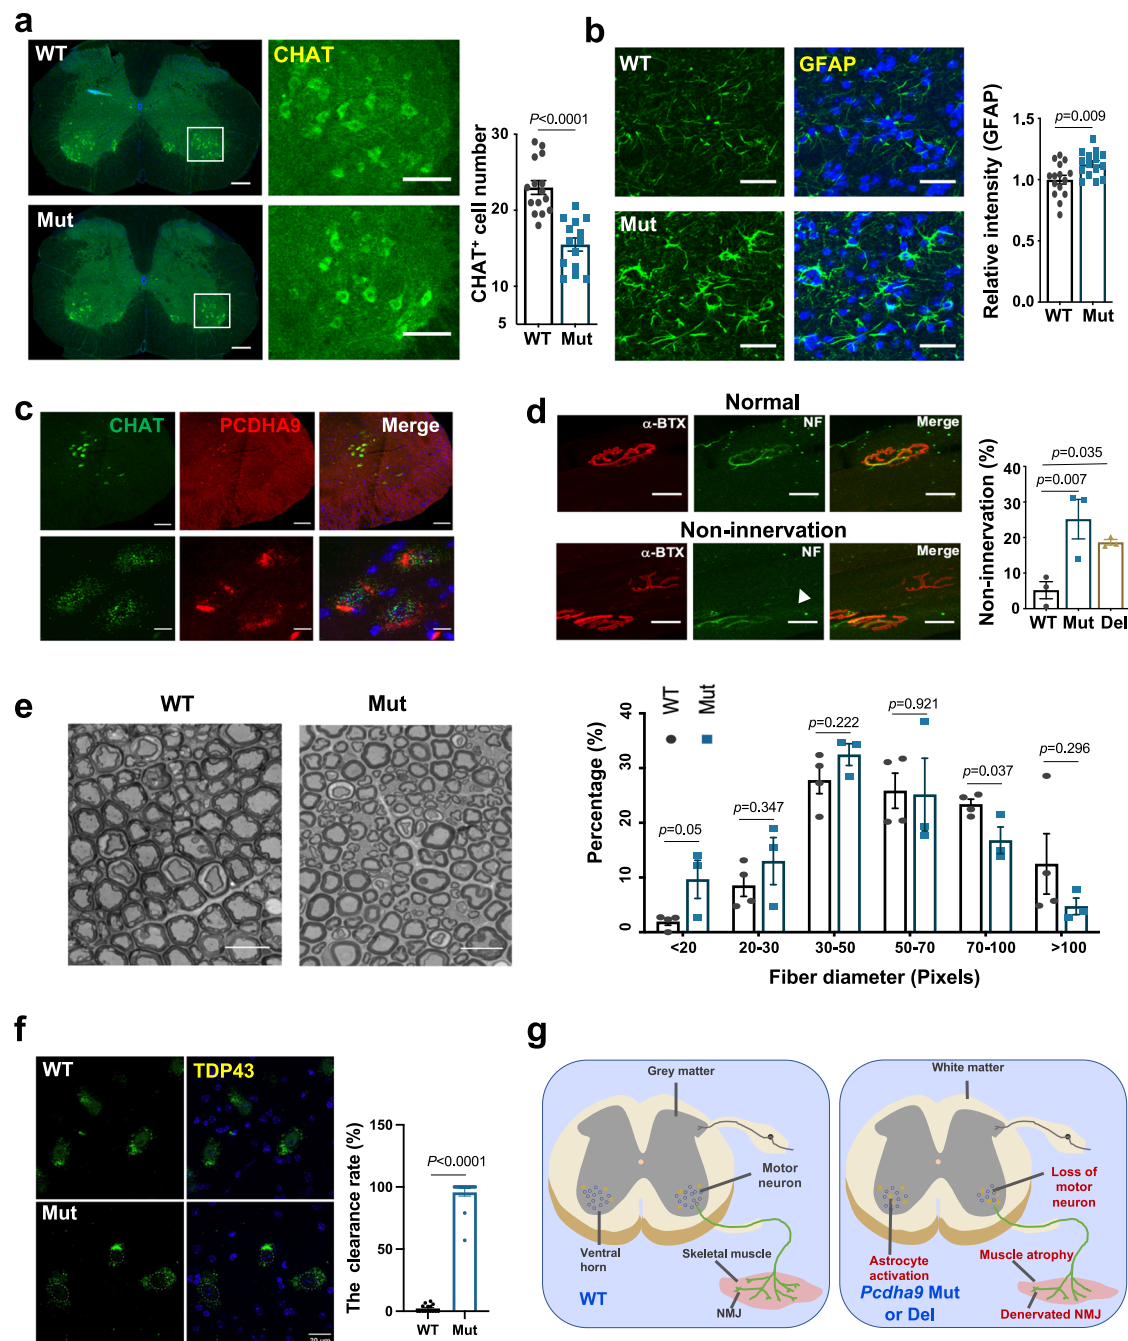 a
WT
CHAT
Mut
P<0.0001
CHAT⁺ cell number
30
20
10
5
WT Mut
b
WT
GFAP
Mut
p=0.009
Relative intensity (GFAP)
1.5
1.0
0.5
0.0
WT Mut
c
CHAT
PCDHA9
Merge
d
Normal
α-BTX
NF
Merge
Non-innervation
α-BTX
NF
Merge
p=0.035
p=0.007
Non-innervation (%)
40
30
20
10
0
WT Mut Del
e
WT
Mut
WT
Mut
Percentage (%)
40
30
20
10
0
p=0.05
p=0.347
p=0.222
p=0.921
p=0.037
p=0.296
<20 20-30 30-50 50-70 70-100 >100
Fiber diameter (Pixels)
f
WT
TDP43
Mut
20 μm
The clearance rate (%)
P<0.0001
100
50
0
WT Mut
g
Grey matter
Motor
neuron
Ventral
horn
Skeletal muscle
NMJ
WT
White matter
Loss of
motor
neuron
Astrocyte
activation
Muscle atrophy
Denervated NMJ
Pcdha9 Mut
or Del